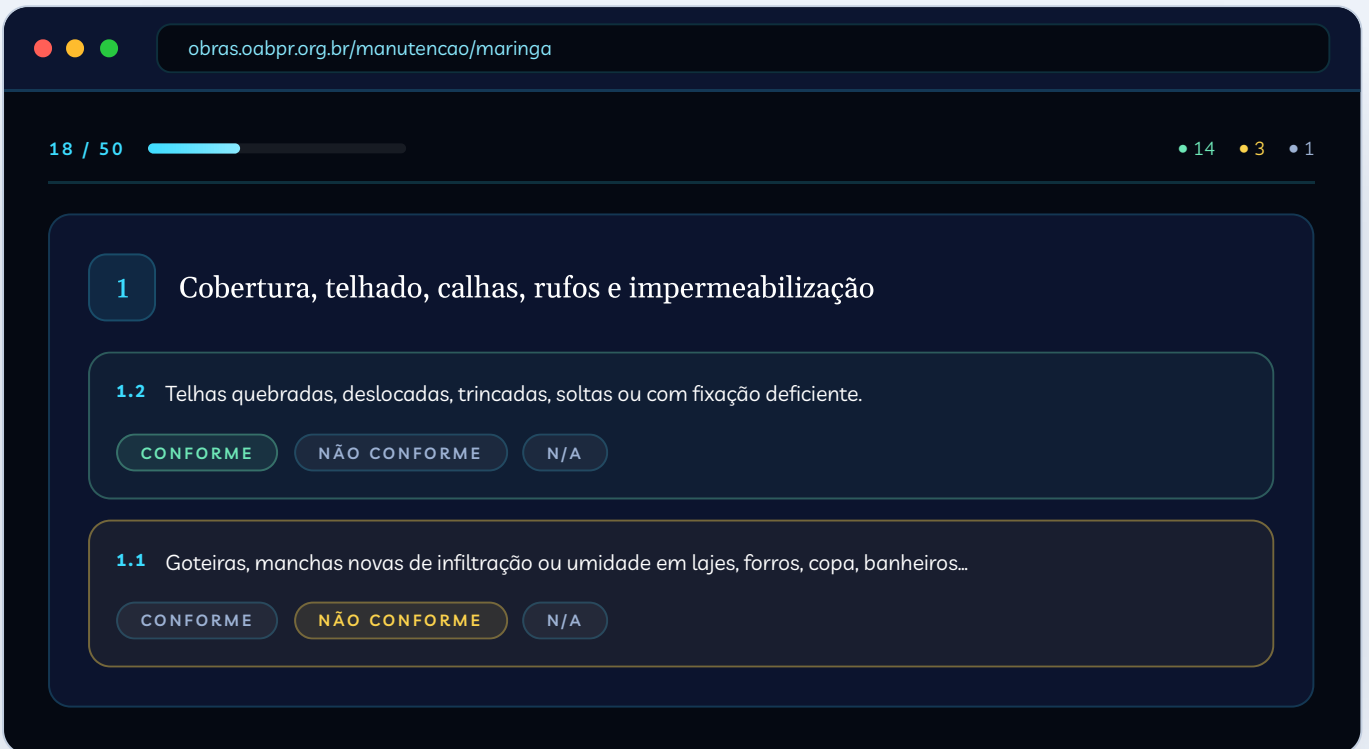 obras.oabpr.org.br/manutencao/maringa
18 / 50
14 3 1
1 Cobertura, telhado, calhas, rufos e impermeabilização
1.2 Telhas quebradas, deslocadas, trincadas, soltas ou com fixação deficiente.
CONFORME NÃO CONFORME N/A
1.1 Goteiras, manchas novas de infiltração ou umidade em lajes, forros, copa, banheiros...
CONFORME NÃO CONFORME N/A